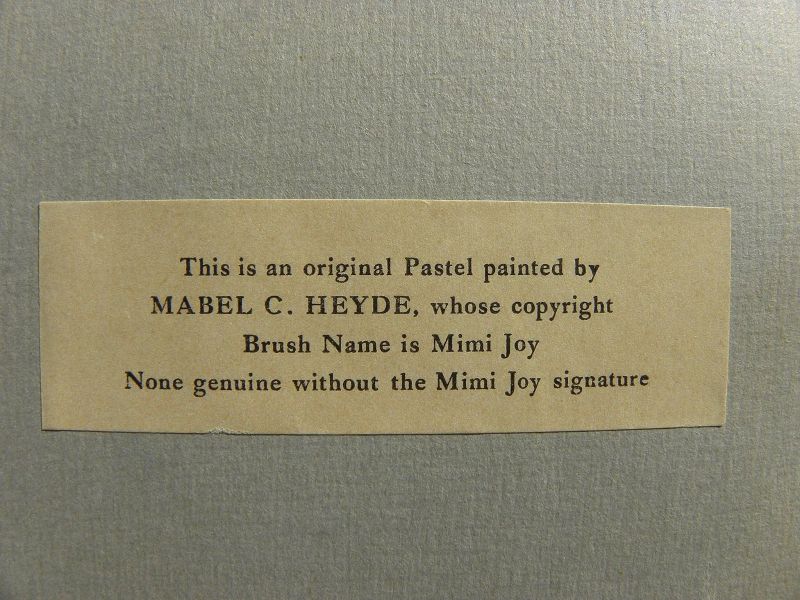 This is an original Pastel painted by
MABEL C. HEYDE, whose copyright
Brush Name is Mimi Joy
None genuine without the Mimi Joy signature